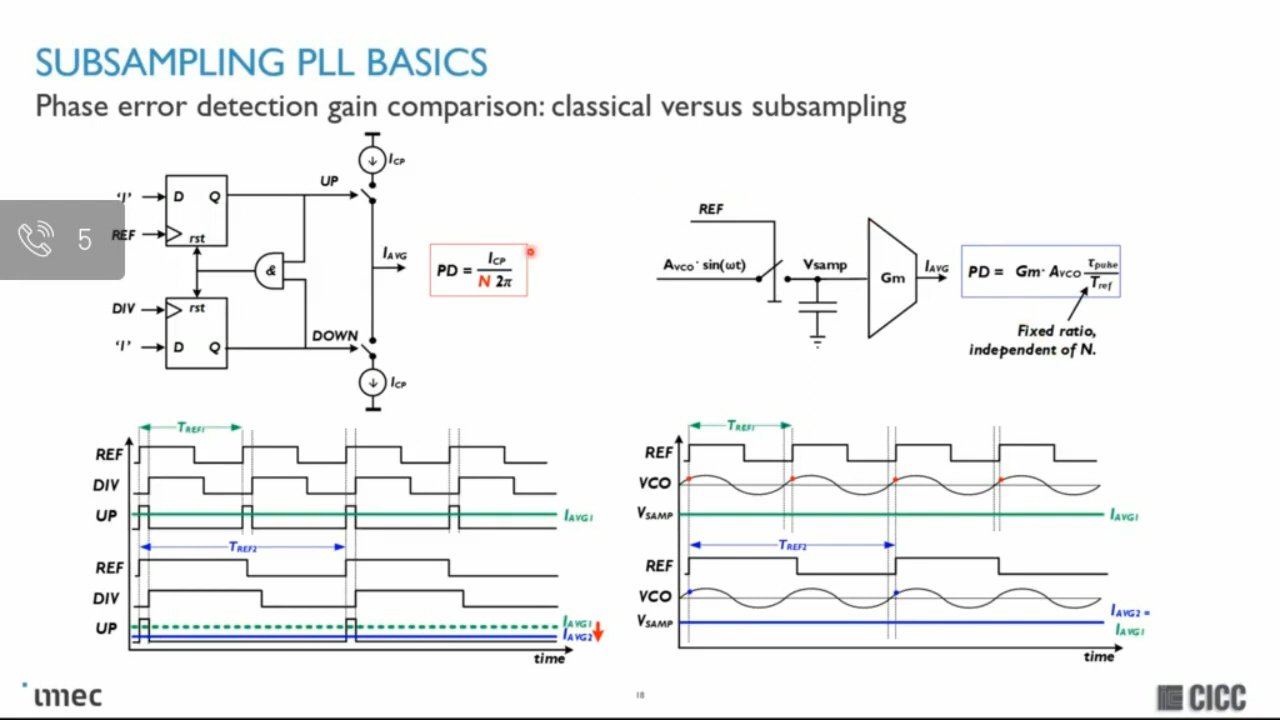 SUBSAMPLING PLL BASICS
Phase error detection gain comparison: classical versus subsampling
I_CP
UP
'1'
D Q
REF
rst
&
I_AVG
PD = I_CP / N 2π
DIV
rst
DOWN
'1'
D Q
I_CP
5
REF
A_VCO · sin(ωt)
Vsamp
Gm
I_AVG
PD = Gm· A_VCO τ_pulse / T_ref
Fixed ratio,
independent of N.
T_REF1
REF
DIV
UP
I_AVG1
T_REF2
REF
DIV
UP
I_AVG1
I_AVG2
time
T_REF1
REF
VCO
V_SAMP
I_AVG1
T_REF2
REF
VCO
V_SAMP
I_AVG2 =
I_AVG1
time
imec
18
CICC